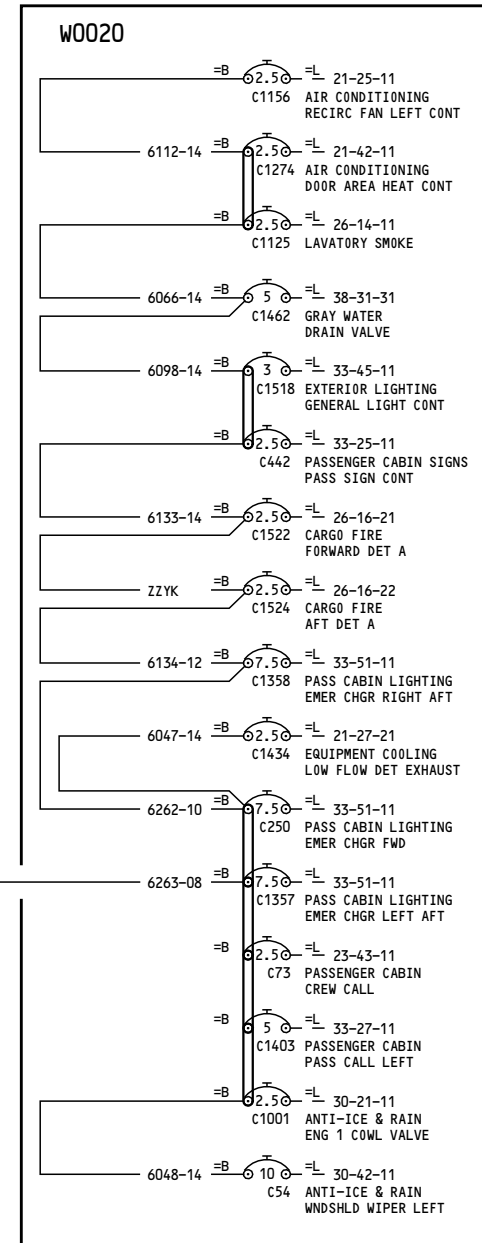 W0020
=B 2.5 =L 21-25-11
C1156 AIR CONDITIONING
RECIRC FAN LEFT CONT
6112-14 =B 2.5 =L 21-42-11
C1274 AIR CONDITIONING
DOOR AREA HEAT CONT
=B 2.5 =L 26-14-11
C1125 LAVATORY SMOKE
6066-14 =B 5 =L 38-31-31
C1462 GRAY WATER
DRAIN VALVE
6098-14 =B 3 =L 33-45-11
C1518 EXTERIOR LIGHTING
GENERAL LIGHT CONT
=B 2.5 =L 33-25-11
C442 PASSENGER CABIN SIGNS
PASS SIGN CONT
6133-14 =B 2.5 =L 26-16-21
C1522 CARGO FIRE
FORWARD DET A
ZZYK =B 2.5 =L 26-16-22
C1524 CARGO FIRE
AFT DET A
6134-12 =B 7.5 =L 33-51-11
C1358 PASS CABIN LIGHTING
EMER CHGR RIGHT AFT
6047-14 =B 2.5 =L 21-27-21
C1434 EQUIPMENT COOLING
LOW FLOW DET EXHAUST
6262-10 =B 7.5 =L 33-51-11
C250 PASS CABIN LIGHTING
EMER CHGR FWD
6263-08 =B 7.5 =L 33-51-11
C1357 PASS CABIN LIGHTING
EMER CHGR LEFT AFT
=B 2.5 =L 23-43-11
C73 PASSENGER CABIN
CREW CALL
=B 5 =L 33-27-11
C1403 PASSENGER CABIN
PASS CALL LEFT
=B 2.5 =L 30-21-11
C1001 ANTI-ICE & RAIN
ENG 1 COWL VALVE
6048-14 =B 10 =L 30-42-11
C54 ANTI-ICE & RAIN
WNDSHLD WIPER LEFT